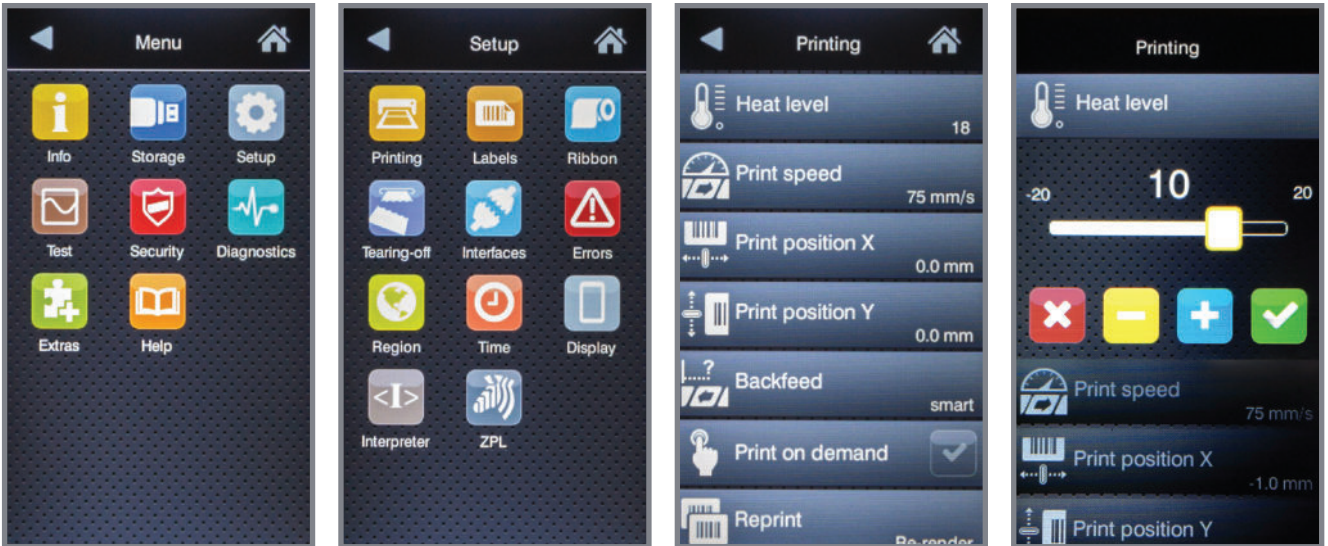 Menu
Info Storage Setup
Test Security Diagnostics
Extras Help
Setup
Printing Labels Ribbon
Tearing-off Interfaces Errors
Region Time Display
<I>
Interpreter ZPL
Printing
Heat level
18
Print speed
75 mm/s
Print position X
0.0 mm
Print position Y
0.0 mm
?
Backfeed
smart
Print on demand
Reprint
Re-render
Printing
Heat level
10
-20 20
Print speed
75 mm/s
Print position X
-1.0 mm
Print position Y